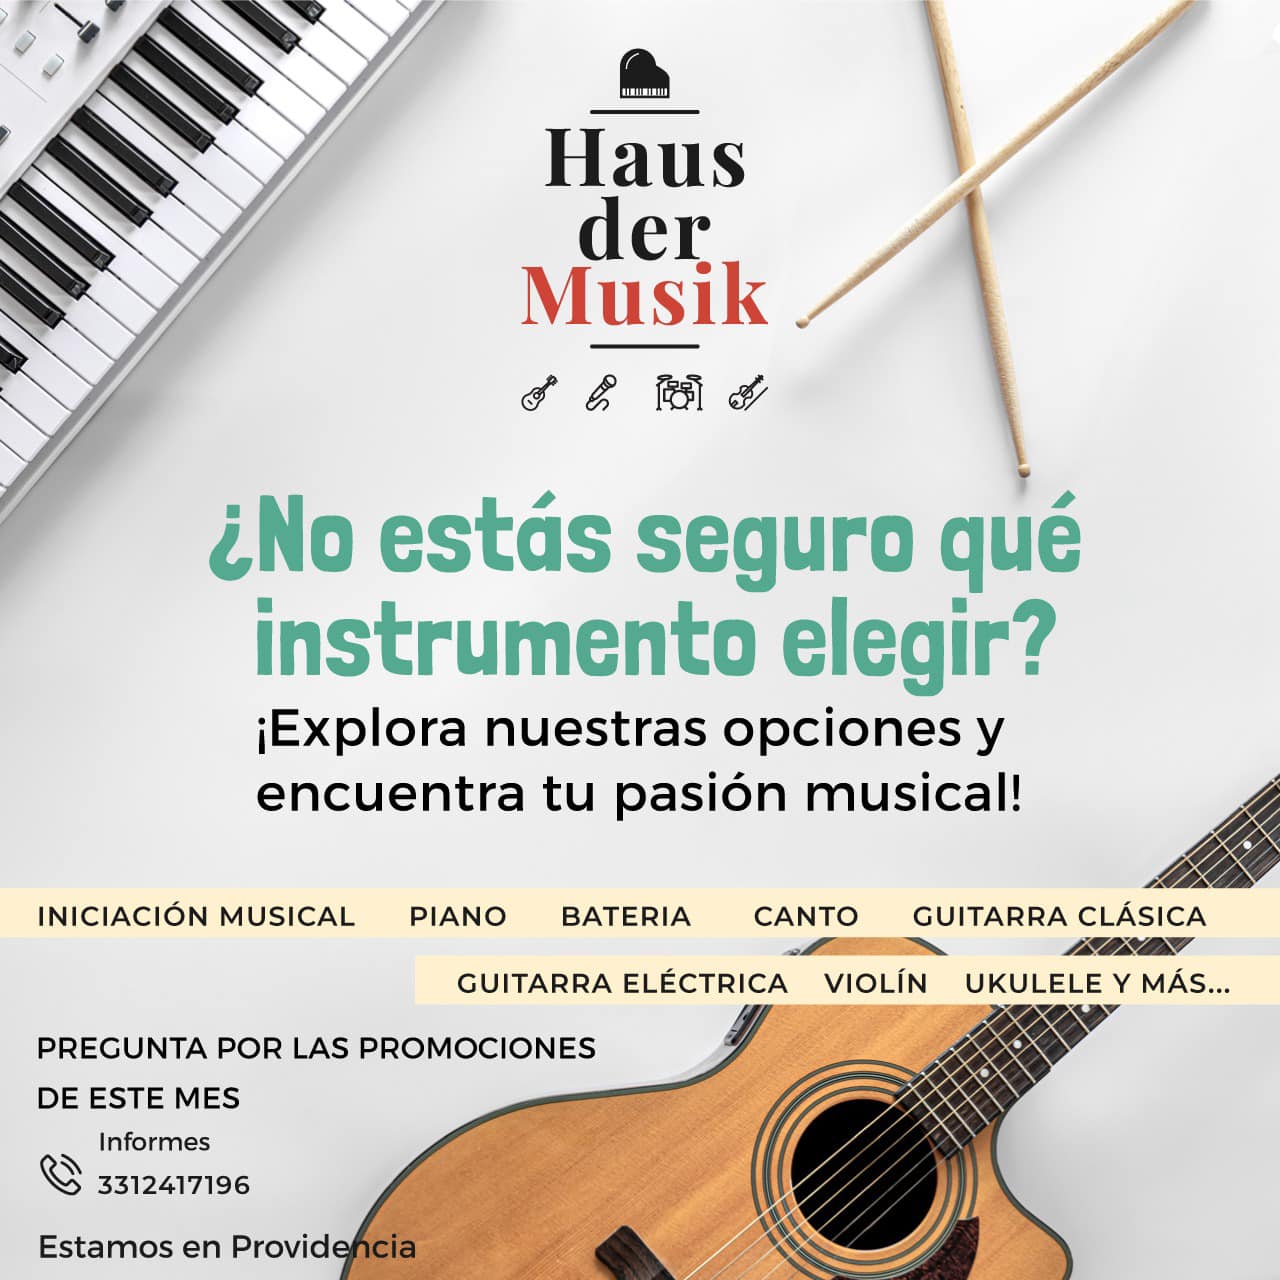 Haus
der
Musik
¿No estás seguro qué
instrumento elegir?
¡Explora nuestras opciones y
encuentra tu pasión musical!
INICIACIÓN MUSICAL PIANO BATERIA CANTO GUITARRA CLÁSICA
GUITARRA ELÉCTRICA VIOLÍN UKULELE Y MÁS...
PREGUNTA POR LAS PROMOCIONES
DE ESTE MES
Informes
3312417196
Estamos en Providencia